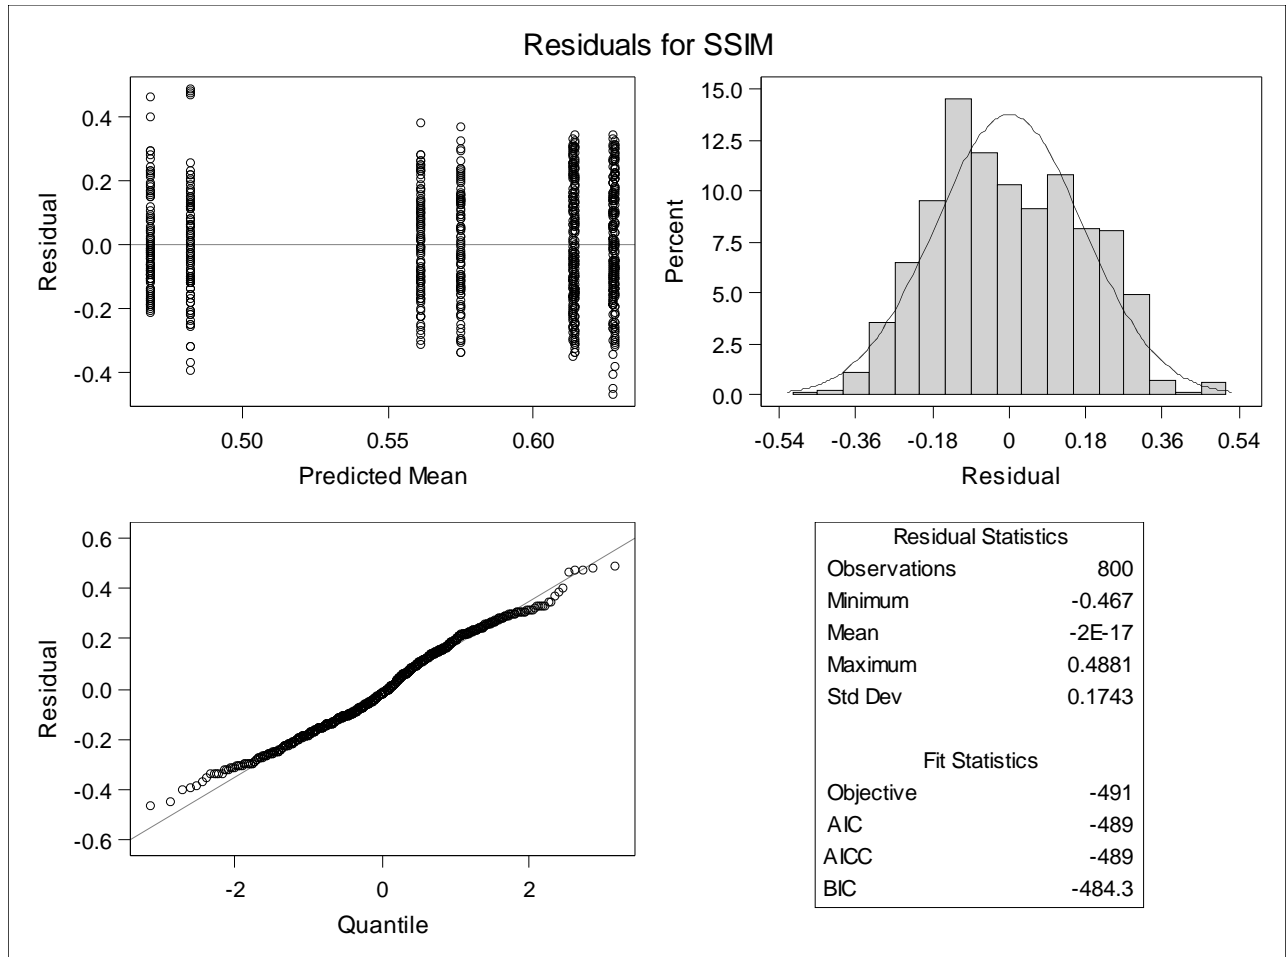 Residuals for SSIM
0.4
0.2
0.0
-0.2
-0.4
Residual
0.50 0.55 0.60
Predicted Mean
15.0
12.5
10.0
7.5
5.0
2.5
0.0
Percent
-0.54 -0.36 -0.18 0 0.18 0.36 0.54
Residual
0.6
0.4
0.2
0.0
-0.2
-0.4
-0.6
Residual
-2 0 2
Quantile
Residual Statistics
Observations 800
Minimum -0.467
Mean -2E-17
Maximum 0.4881
Std Dev 0.1743
Fit Statistics
Objective -491
AIC -489
AICC -489
BIC -484.3